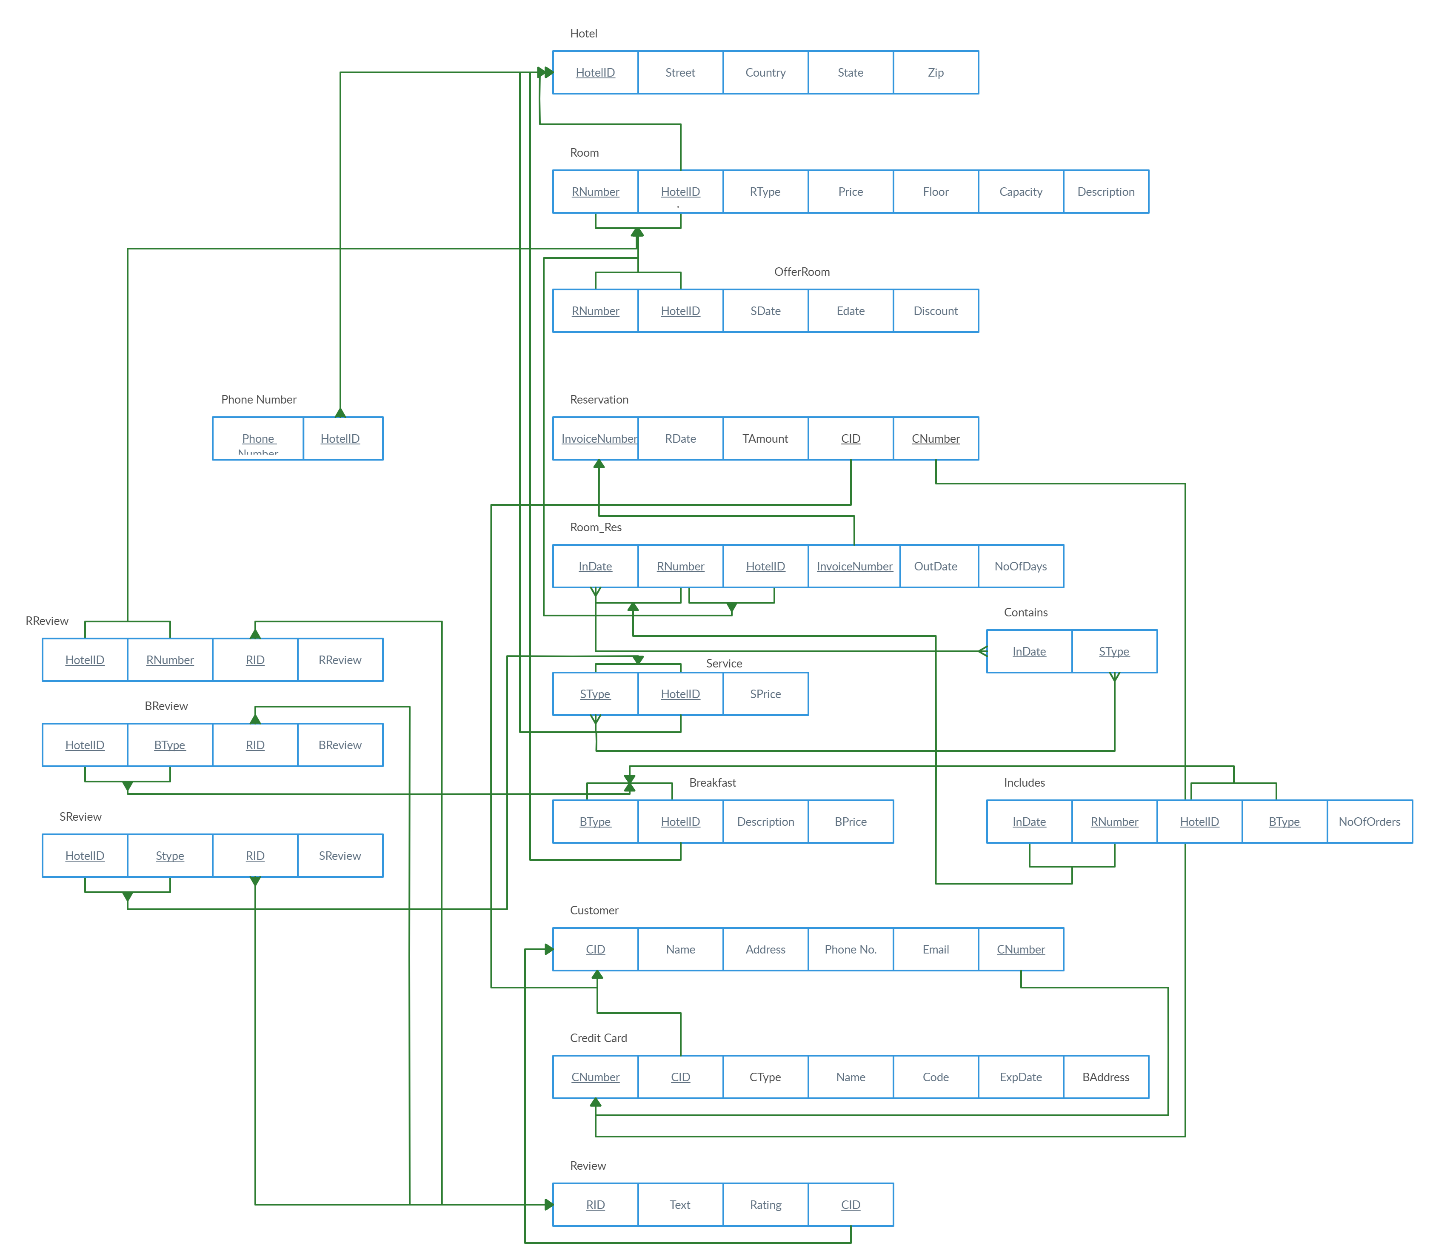 Hotel
HotelID Street Country State Zip
Room
RNumber HotelID RType Price Floor Capacity Description
OfferRoom
RNumber HotelID SDate Edate Discount
Phone Number
Phone HotelID
Number
Reservation
InvoiceNumber RDate TAmount CID CNumber
Room_Res
InDate RNumber HotelID InvoiceNumber OutDate NoOfDays
Contains
InDate SType
RReview
HotelID RNumber RID RReview
Service
SType HotelID SPrice
BReview
HotelID BType RID BReview
Breakfast
BType HotelID Description BPrice
Includes
InDate RNumber HotelID BType NoOfOrders
SReview
HotelID Stype RID SReview
Customer
CID Name Address Phone No. Email CNumber
Credit Card
CNumber CID CType Name Code ExpDate BAddress
Review
RID Text Rating CID